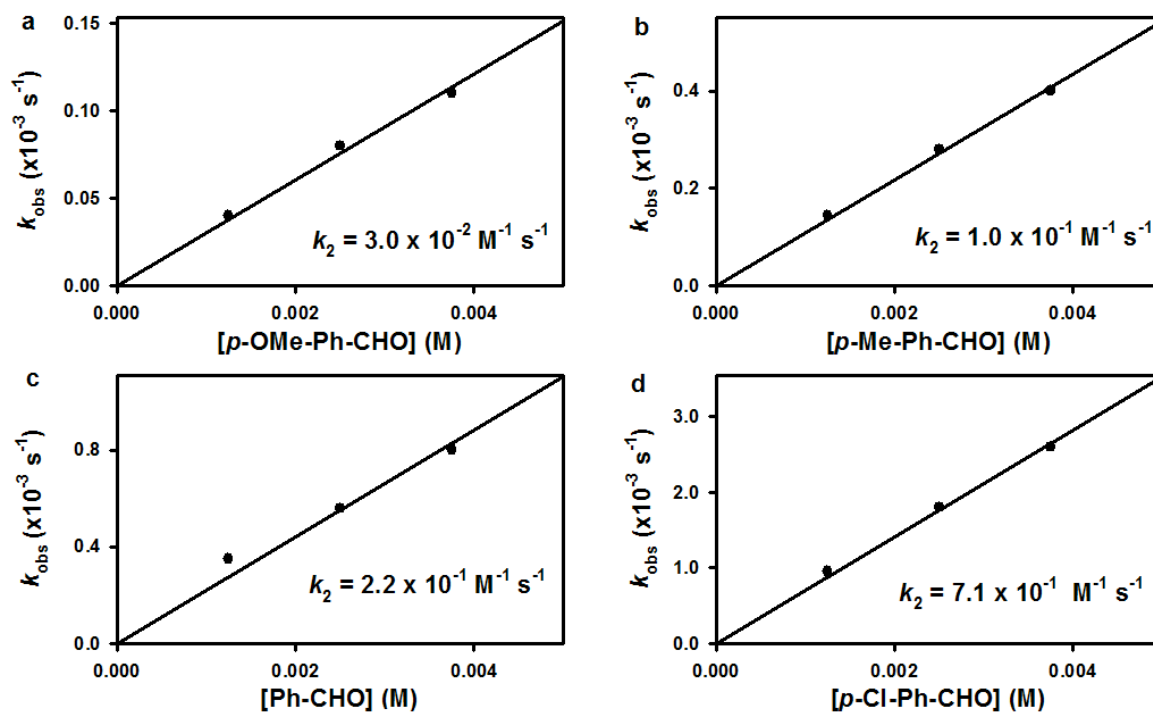 a
k_obs (x10⁻³ s⁻¹)
0.15
0.10
0.05
0.00
k₂ = 3.0 x 10⁻² M⁻¹ s⁻¹
0.000 0.002 0.004
[p-OMe-Ph-CHO] (M)
b
k_obs (x10⁻³ s⁻¹)
0.4
0.2
0.0
k₂ = 1.0 x 10⁻¹ M⁻¹ s⁻¹
0.000 0.002 0.004
[p-Me-Ph-CHO] (M)
c
k_obs (x10⁻³ s⁻¹)
0.8
0.4
0.0
k₂ = 2.2 x 10⁻¹ M⁻¹ s⁻¹
0.000 0.002 0.004
[Ph-CHO] (M)
d
k_obs (x10⁻³ s⁻¹)
3.0
2.0
1.0
0.0
k₂ = 7.1 x 10⁻¹ M⁻¹ s⁻¹
0.000 0.002 0.004
[p-Cl-Ph-CHO] (M)